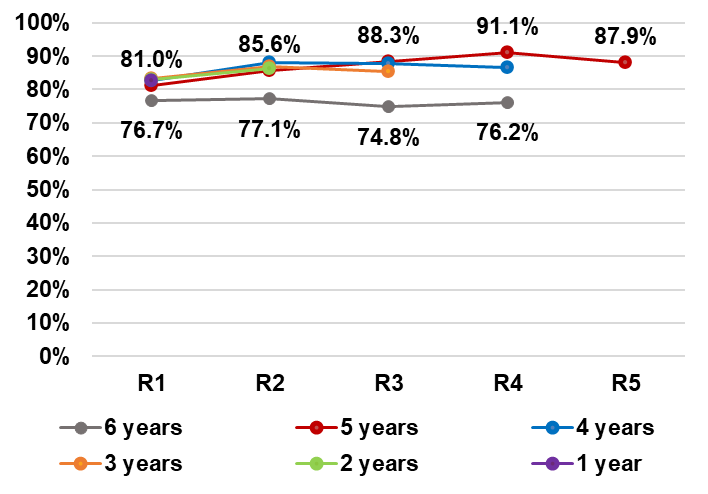 100%
90%
80%
70%
60%
50%
40%
30%
20%
10%
0%
81.0% 85.6% 88.3% 91.1% 87.9%
76.7% 77.1% 74.8% 76.2%
R1 R2 R3 R4 R5
6 years 5 years 4 years
3 years 2 years 1 year